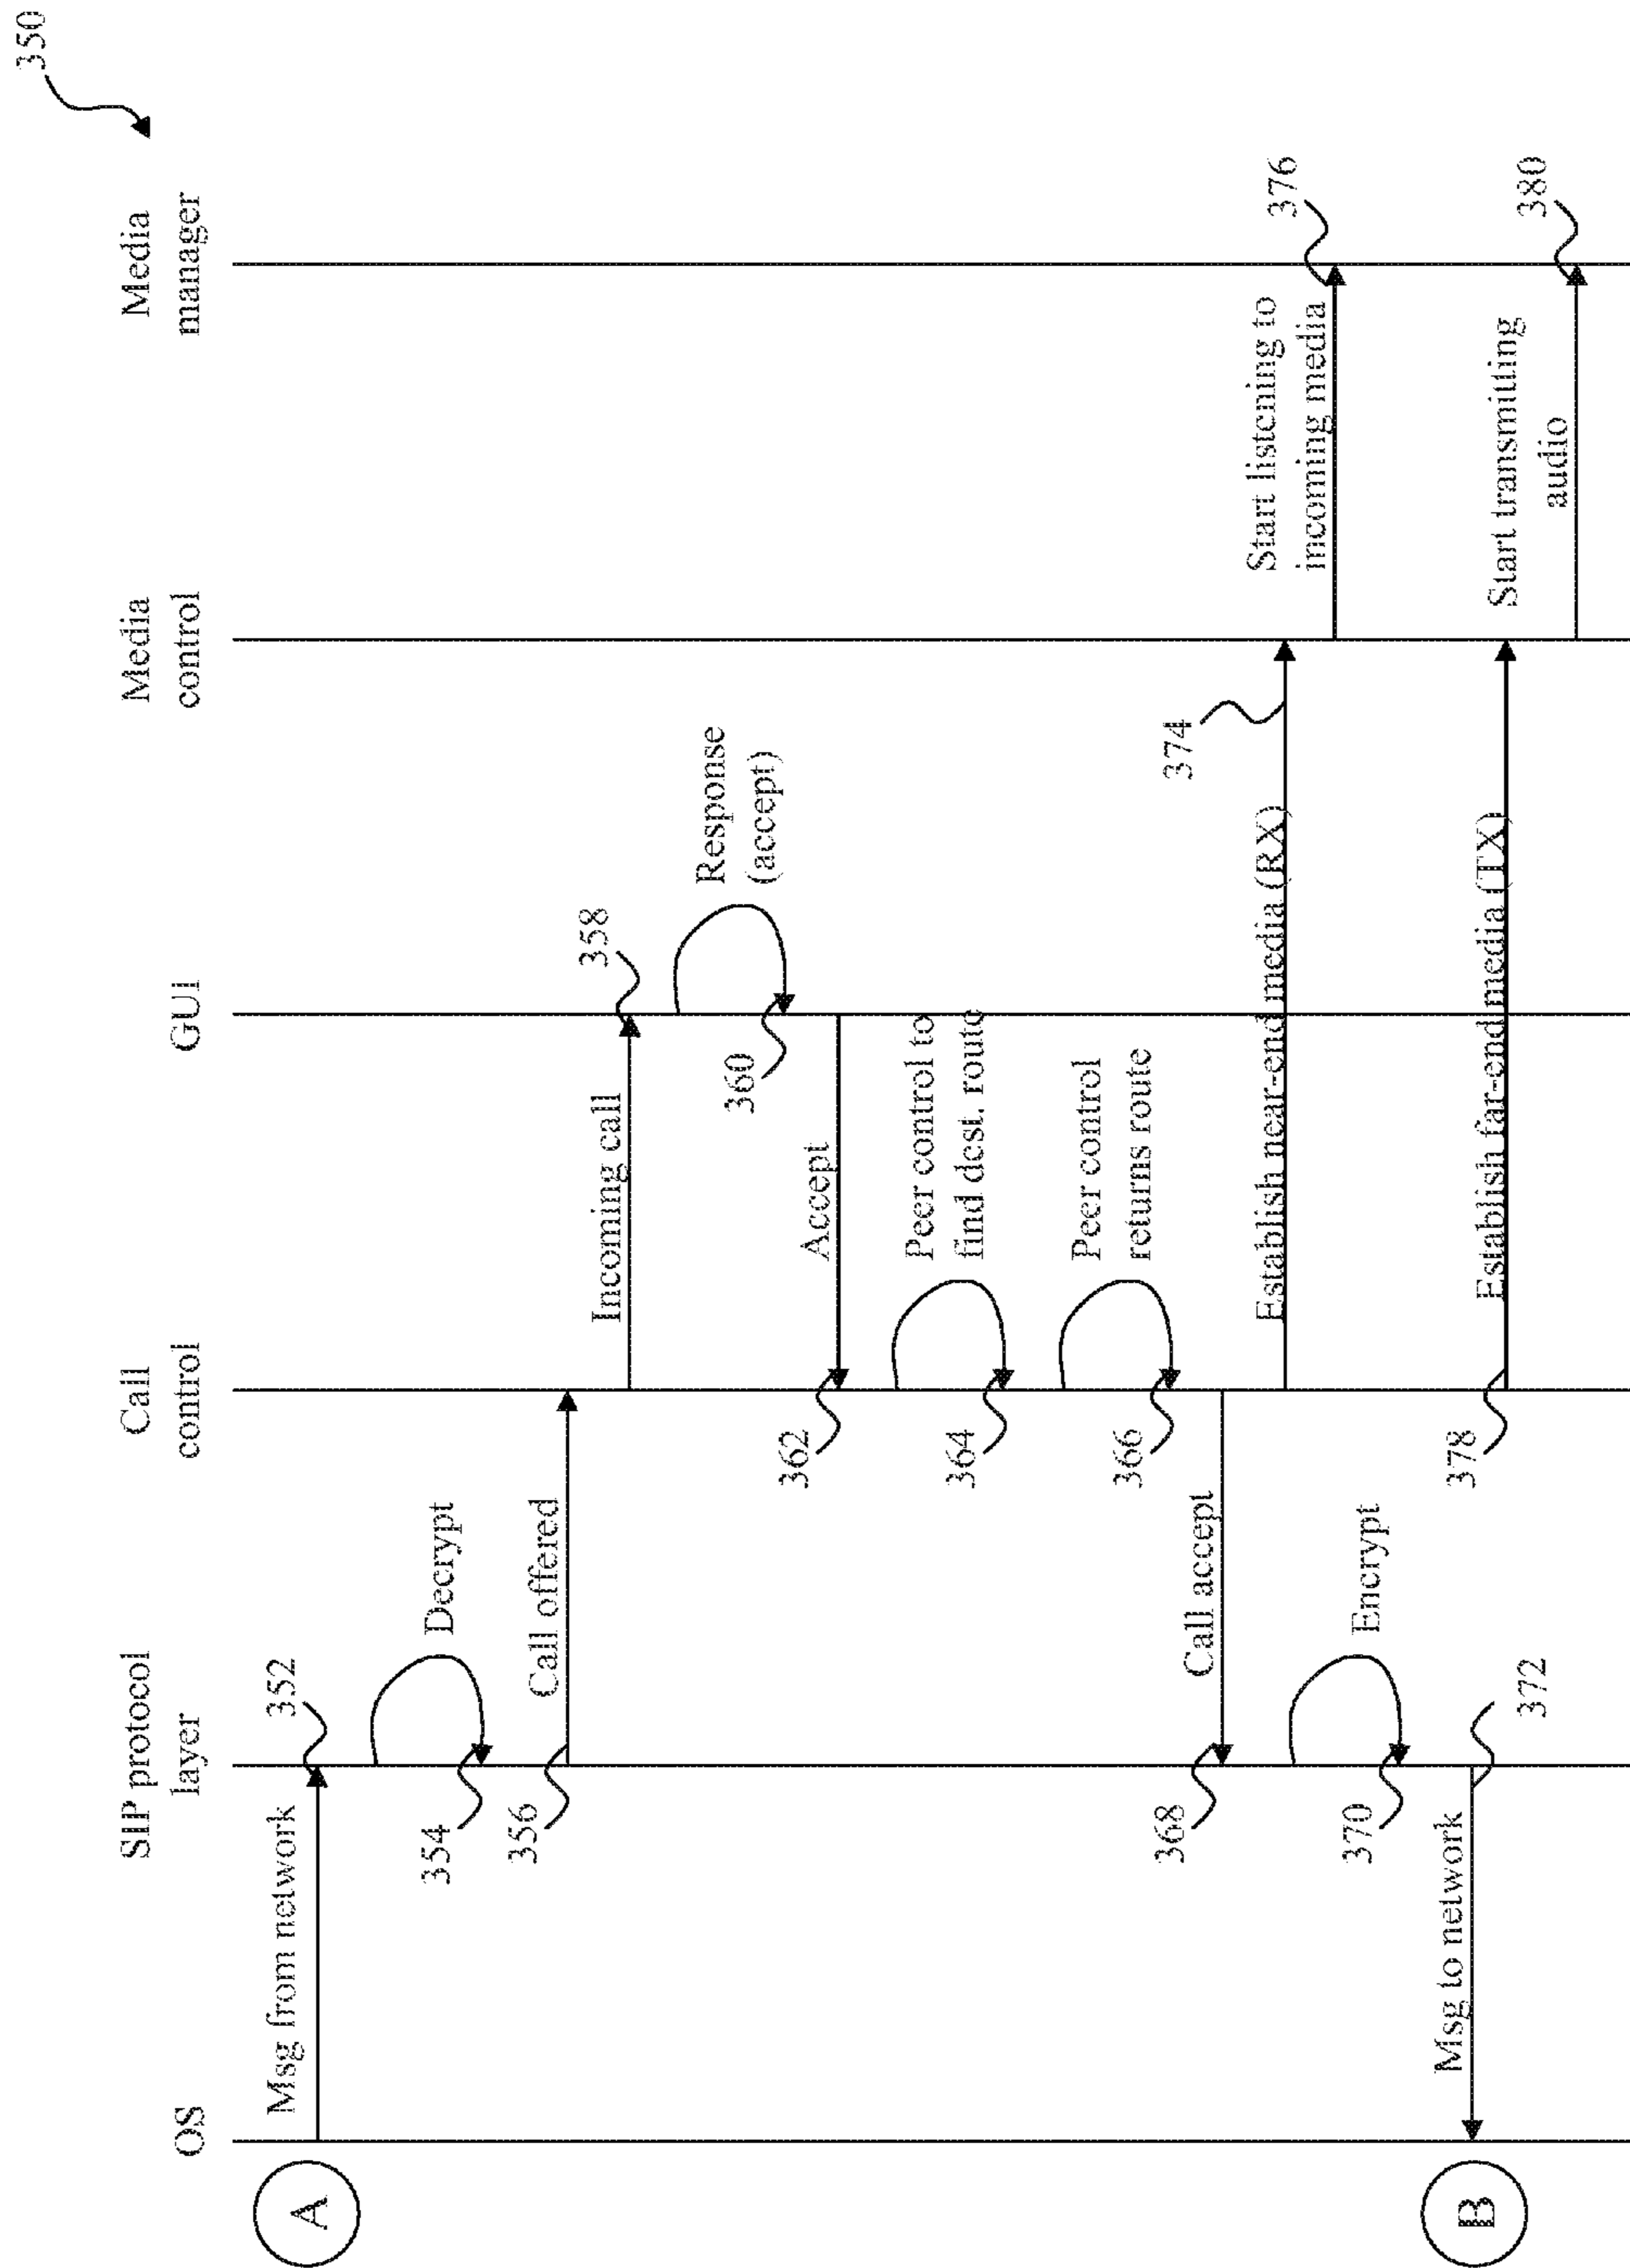 350
OS
SIP protocol
layer
Call
control
GUI
Media
control
Media
manager
A
Msg from network
352
Decrypt
354
Call offered
356
Incoming call
358
Response
(accept)
360
Accept
362
Peer control to
find dest. route
364
Peer control
returns route
366
Call accept
368
Establish near-end media (RX)
374
Start listening to
incoming media
376
Encrypt
370
B
Msg to network
372
Establish far-end media (TX)
378
Start transmitting
audio
380